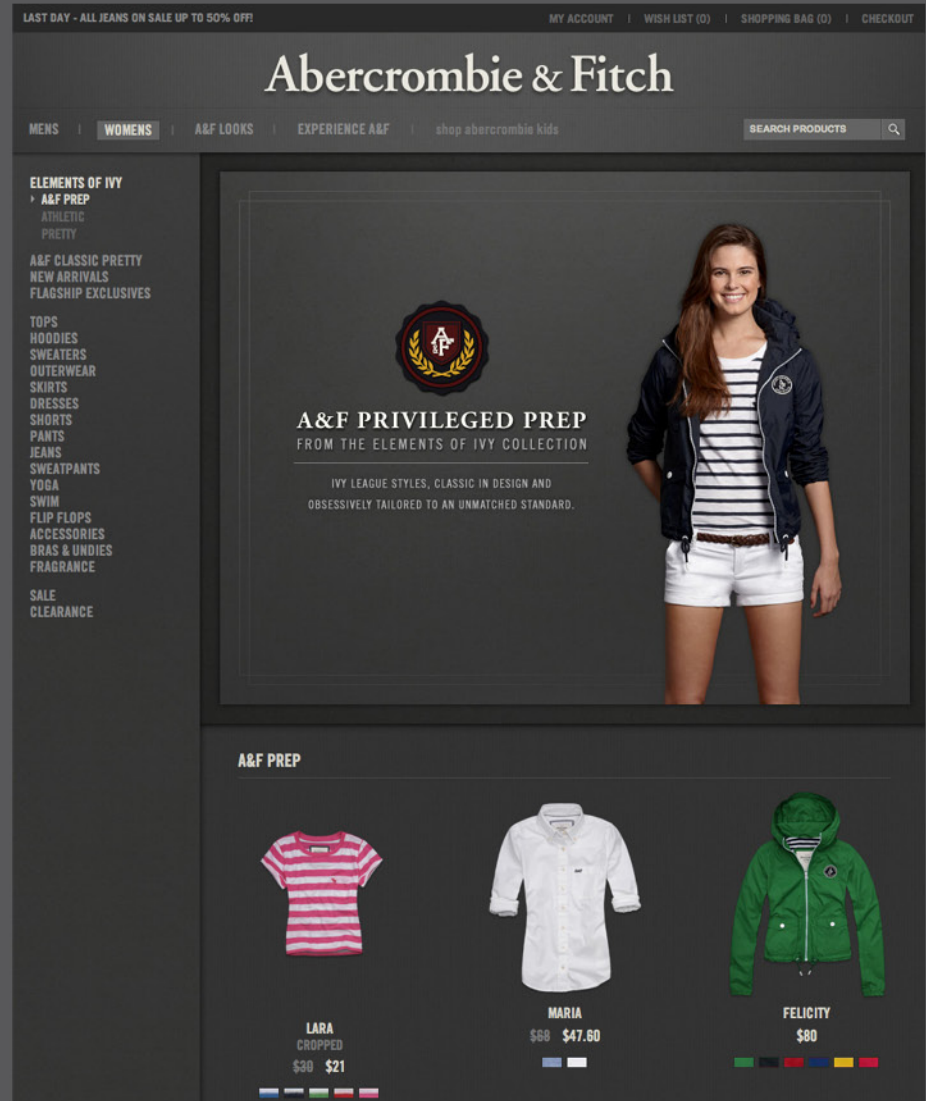 LAST DAY - ALL JEANS ON SALE UP TO 50% OFF!
MY ACCOUNT | WISH LIST (0) | SHOPPING BAG (0) | CHECKOUT
Abercrombie & Fitch
MENS | WOMENS | A&F LOOKS | EXPERIENCE A&F | shop abercrombie kids
SEARCH PRODUCTS
ELEMENTS OF IVY
A&F PREP
ATHLETIC
PRETTY
A&F CLASSIC PRETTY
NEW ARRIVALS
FLAGSHIP EXCLUSIVES
TOPS
HOODIES
SWEATERS
OUTERWEAR
SKIRTS
DRESSES
SHORTS
PANTS
JEANS
SWEATPANTS
YOGA
SWIM
FLIP FLOPS
ACCESSORIES
BRAS & UNDIES
FRAGRANCE
SALE
CLEARANCE
A&F
A&F PRIVILEGED PREP
FROM THE ELEMENTS OF IVY COLLECTION
IVY LEAGUE STYLES, CLASSIC IN DESIGN AND
OBSESSIVELY TAILORED TO AN UNMATCHED STANDARD.
A&F PREP
LARA
CROPPED
$30 $21
MARIA
$68 $47.60
FELICITY
$80